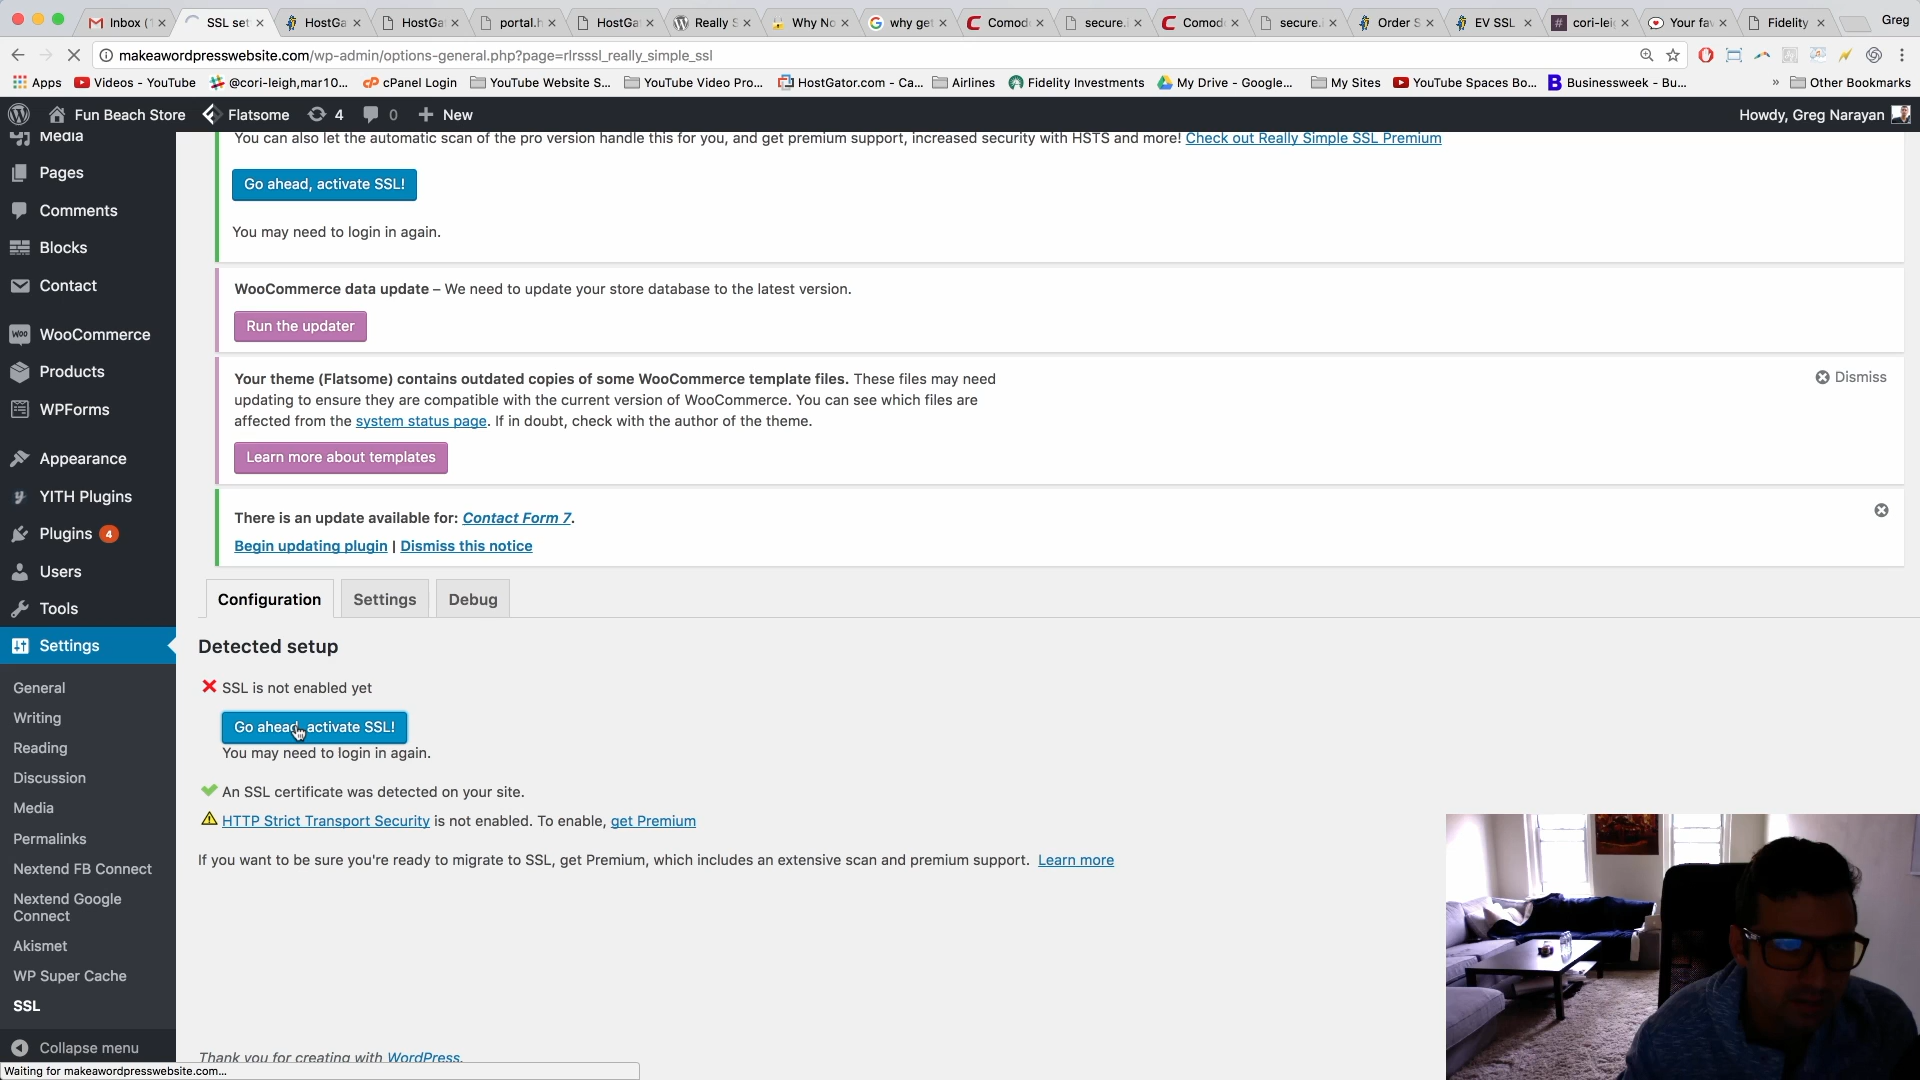 Inbox (1
SSL set
HostGa
HostGa
portal.h
HostGa
Really S
Why No
why get
Comod
secure.i
Comod
secure.i
Order S
EV SSL
cori-lei
Your fav
Fidelity
Greg
makeawordpresswebsite.com/wp-admin/options-general.php?page=rlrsssl_really_simple_ssl
Apps
Videos - YouTube
@cori-leigh,mar10...
cPanel Login
YouTube Website S...
YouTube Video Pro...
HostGator.com - Ca...
Airlines
Fidelity Investments
My Drive - Google...
My Sites
YouTube Spaces Bo...
Businessweek - Bu...
»
Other Bookmarks
Fun Beach Store
Flatsome
4
0
+ New
Howdy, Greg Narayan
Media
Pages
Comments
Blocks
Contact
WooCommerce
Products
WPForms
Appearance
YITH Plugins
Plugins 4
Users
Tools
Settings
General
Writing
Reading
Discussion
Media
Permalinks
Nextend FB Connect
Nextend Google
Connect
Akismet
WP Super Cache
SSL
Collapse menu
You can also let the automatic scan of the pro version handle this for you, and get premium support, increased security with HSTS and more! Check out Really Simple SSL Premium
Go ahead, activate SSL!
You may need to login in again.
WooCommerce data update – We need to update your store database to the latest version.
Run the updater
Your theme (Flatsome) contains outdated copies of some WooCommerce template files. These files may need
updating to ensure they are compatible with the current version of WooCommerce. You can see which files are
affected from the system status page. If in doubt, check with the author of the theme.
Dismiss
Learn more about templates
There is an update available for: Contact Form 7.
Begin updating plugin | Dismiss this notice
Configuration
Settings
Debug
Detected setup
SSL is not enabled yet
Go ahead, activate SSL!
You may need to login in again.
An SSL certificate was detected on your site.
HTTP Strict Transport Security is not enabled. To enable, get Premium
If you want to be sure you're ready to migrate to SSL, get Premium, which includes an extensive scan and premium support. Learn more
Thank you for creating with WordPress.
Waiting for makeawordpresswebsite.com...